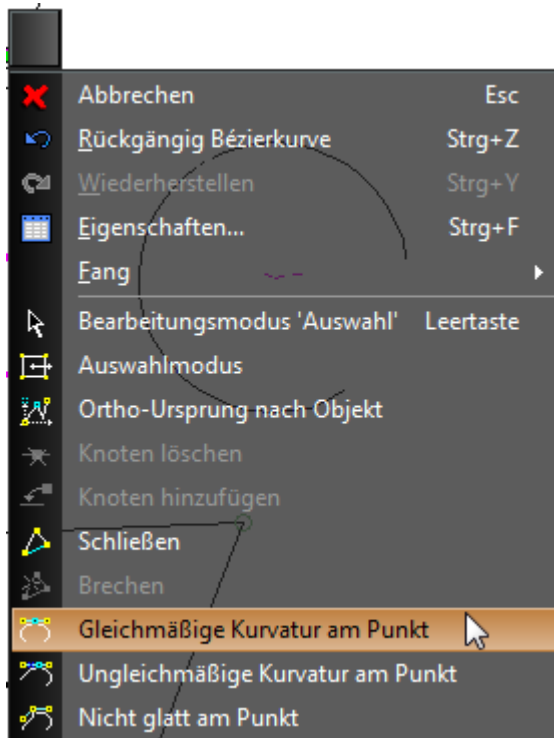 Abbrechen Esc
Rückgängig Bézierkurve Strg+Z
Wiederherstellen Strg+Y
Eigenschaften... Strg+F
Fang
Bearbeitungsmodus 'Auswahl' Leertaste
Auswahlmodus
Ortho-Ursprung nach Objekt
Knoten löschen
Knoten hinzufügen
Schließen
Brechen
Gleichmäßige Kurvatur am Punkt
Ungleichmäßige Kurvatur am Punkt
Nicht glatt am Punkt